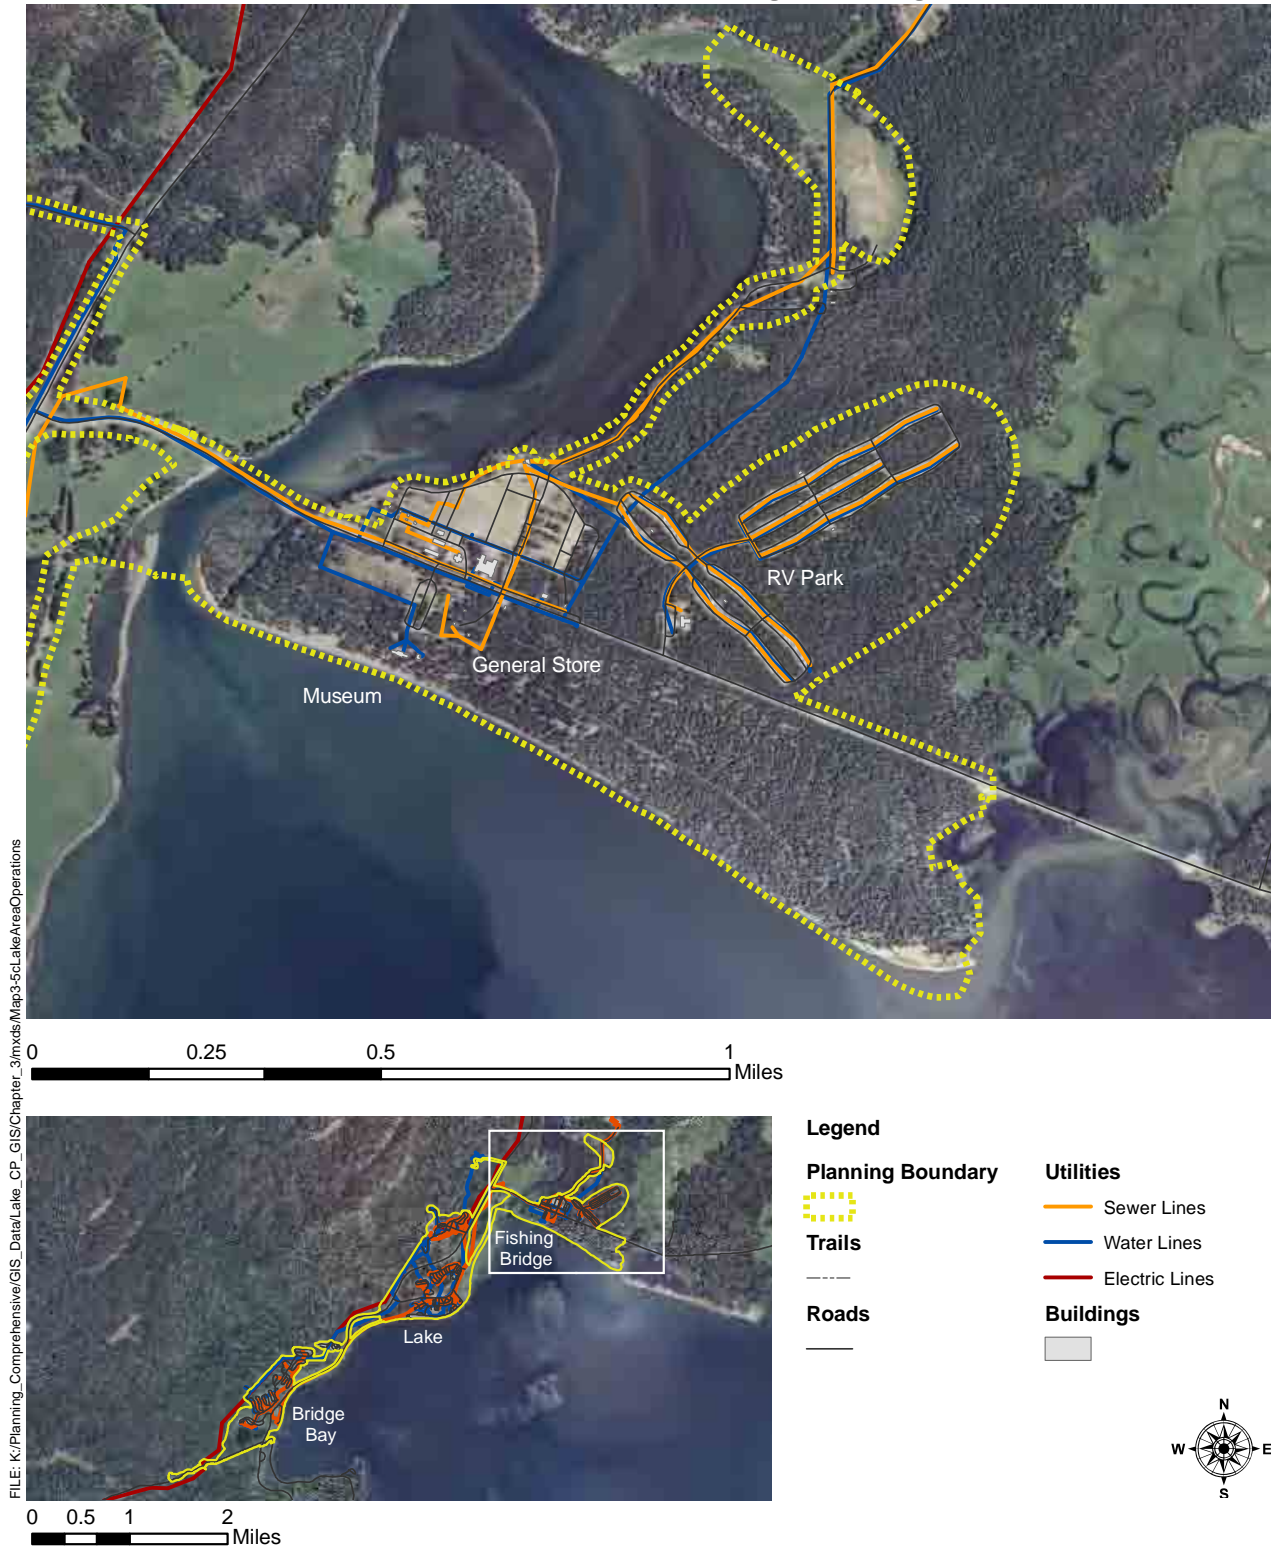 RV Park
General Store
Museum
FILE: K:/Planning_Comprehensive/GIS_Data/Lake_CP_GIS/Chapter_3/mxds/Map3-5cLakeAreaOperations
0 0.25 0.5 1
Miles
Fishing
Bridge
Lake
Bridge
Bay
0 0.5 1 2
Miles
Legend
Planning Boundary
Trails
Roads
Utilities
Sewer Lines
Water Lines
Electric Lines
Buildings
N
W E
S